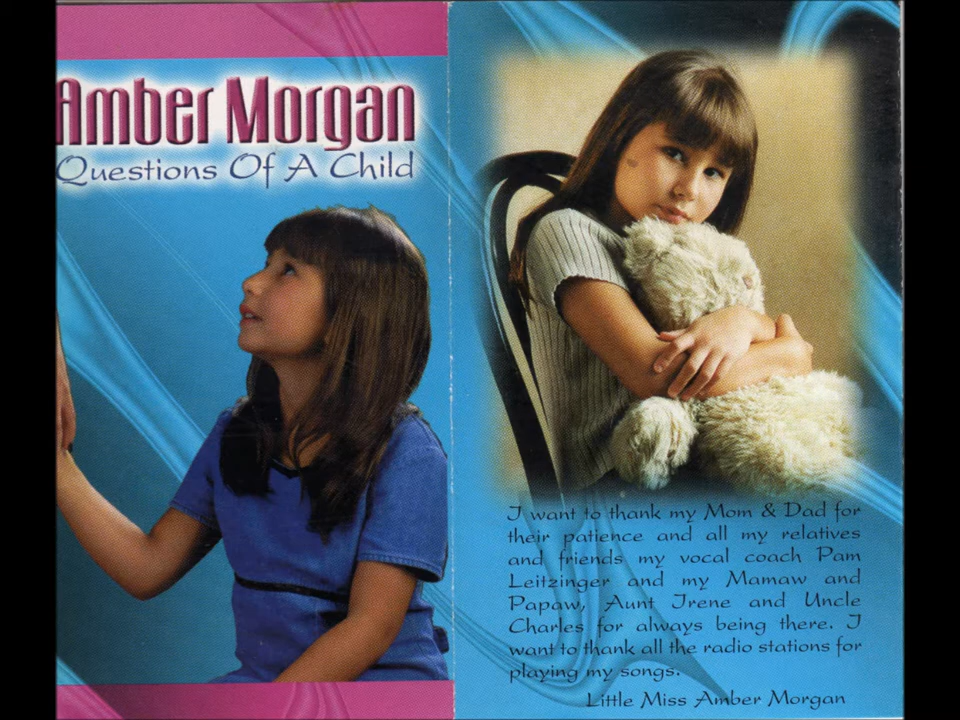 Amber Morgan
Questions Of A Child
I want to thank my Mom & Dad for
their patience and all my relatives
and friends my vocal coach Pam
Leitzinger and my Mamaw and
Papaw, Aunt Irene and Uncle
Charles for always being there. I
want to thank all the radio stations for
playing my songs.
Little Miss Amber Morgan